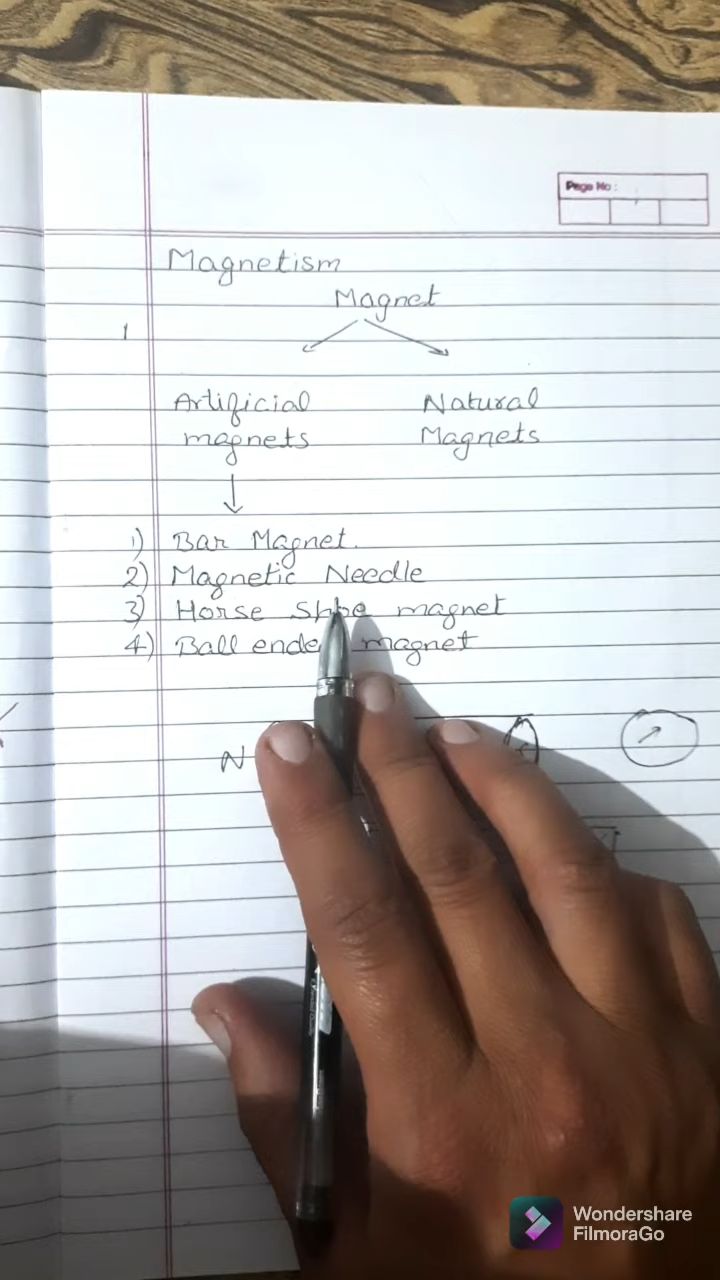 Page No :
Magnetism
Magnet
1
Artificial Natural
magnets Magnets
1) Bar Magnet.
2) Magnetic Needle
3) Horse Shoe magnet
4) Ball ended magnet
N
Wondershare
FilmoraGo